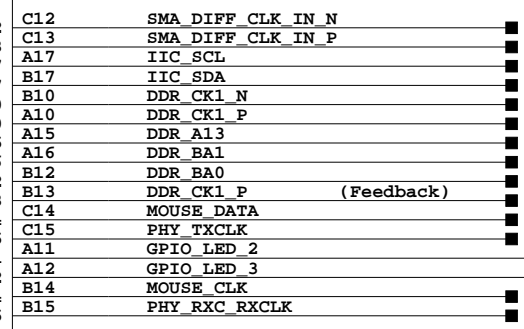 C12 SMA_DIFF_CLK_IN_N
C13 SMA_DIFF_CLK_IN_P
A17 IIC_SCL
B17 IIC_SDA
B10 DDR_CK1_N
A10 DDR_CK1_P
A15 DDR_A13
A16 DDR_BA1
B12 DDR_BA0
B13 DDR_CK1_P (Feedback)
C14 MOUSE_DATA
C15 PHY_TXCLK
A11 GPIO_LED_2
A12 GPIO_LED_3
B14 MOUSE_CLK
B15 PHY_RXC_RXCLK